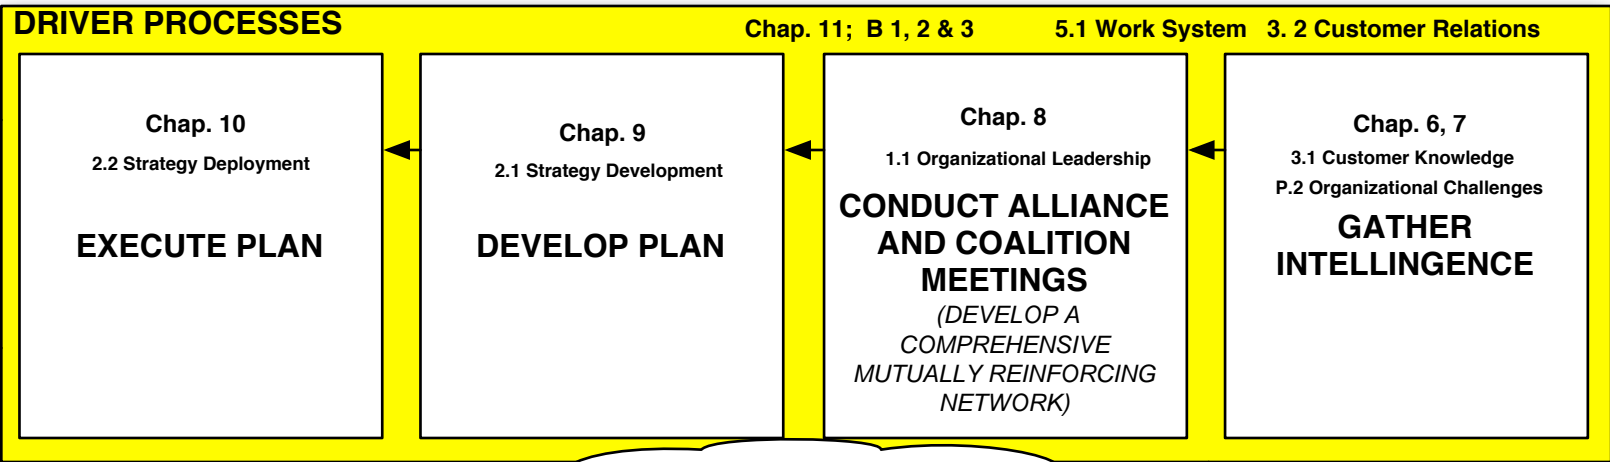 DRIVER PROCESSES
Chap. 11;  B 1, 2 & 3     5.1 Work System   3. 2 Customer Relations
Chap. 10
2.2 Strategy Deployment
EXECUTE PLAN
Chap. 9
2.1 Strategy Development
DEVELOP PLAN
Chap. 8
1.1 Organizational Leadership
CONDUCT ALLIANCE
AND COALITION
MEETINGS
(DEVELOP A
COMPREHENSIVE
MUTUALLY REINFORCING
NETWORK)
Chap. 6, 7
3.1 Customer Knowledge
P.2 Organizational Challenges
GATHER
INTELLINGENCE